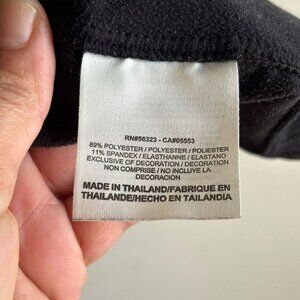 RN#56323 - CA#05553
89% POLYESTER / POLYESTER / POLIESTER
11% SPANDEX / ELASTHANNE / ELASTANO
EXCLUSIVE OF DECORATION / DECORATION
NON COMPRISE / NO INCLUYE LA
DECORACION
MADE IN THAILAND/FABRIQUE EN
THAILANDE/HECHO EN TAILANDIA